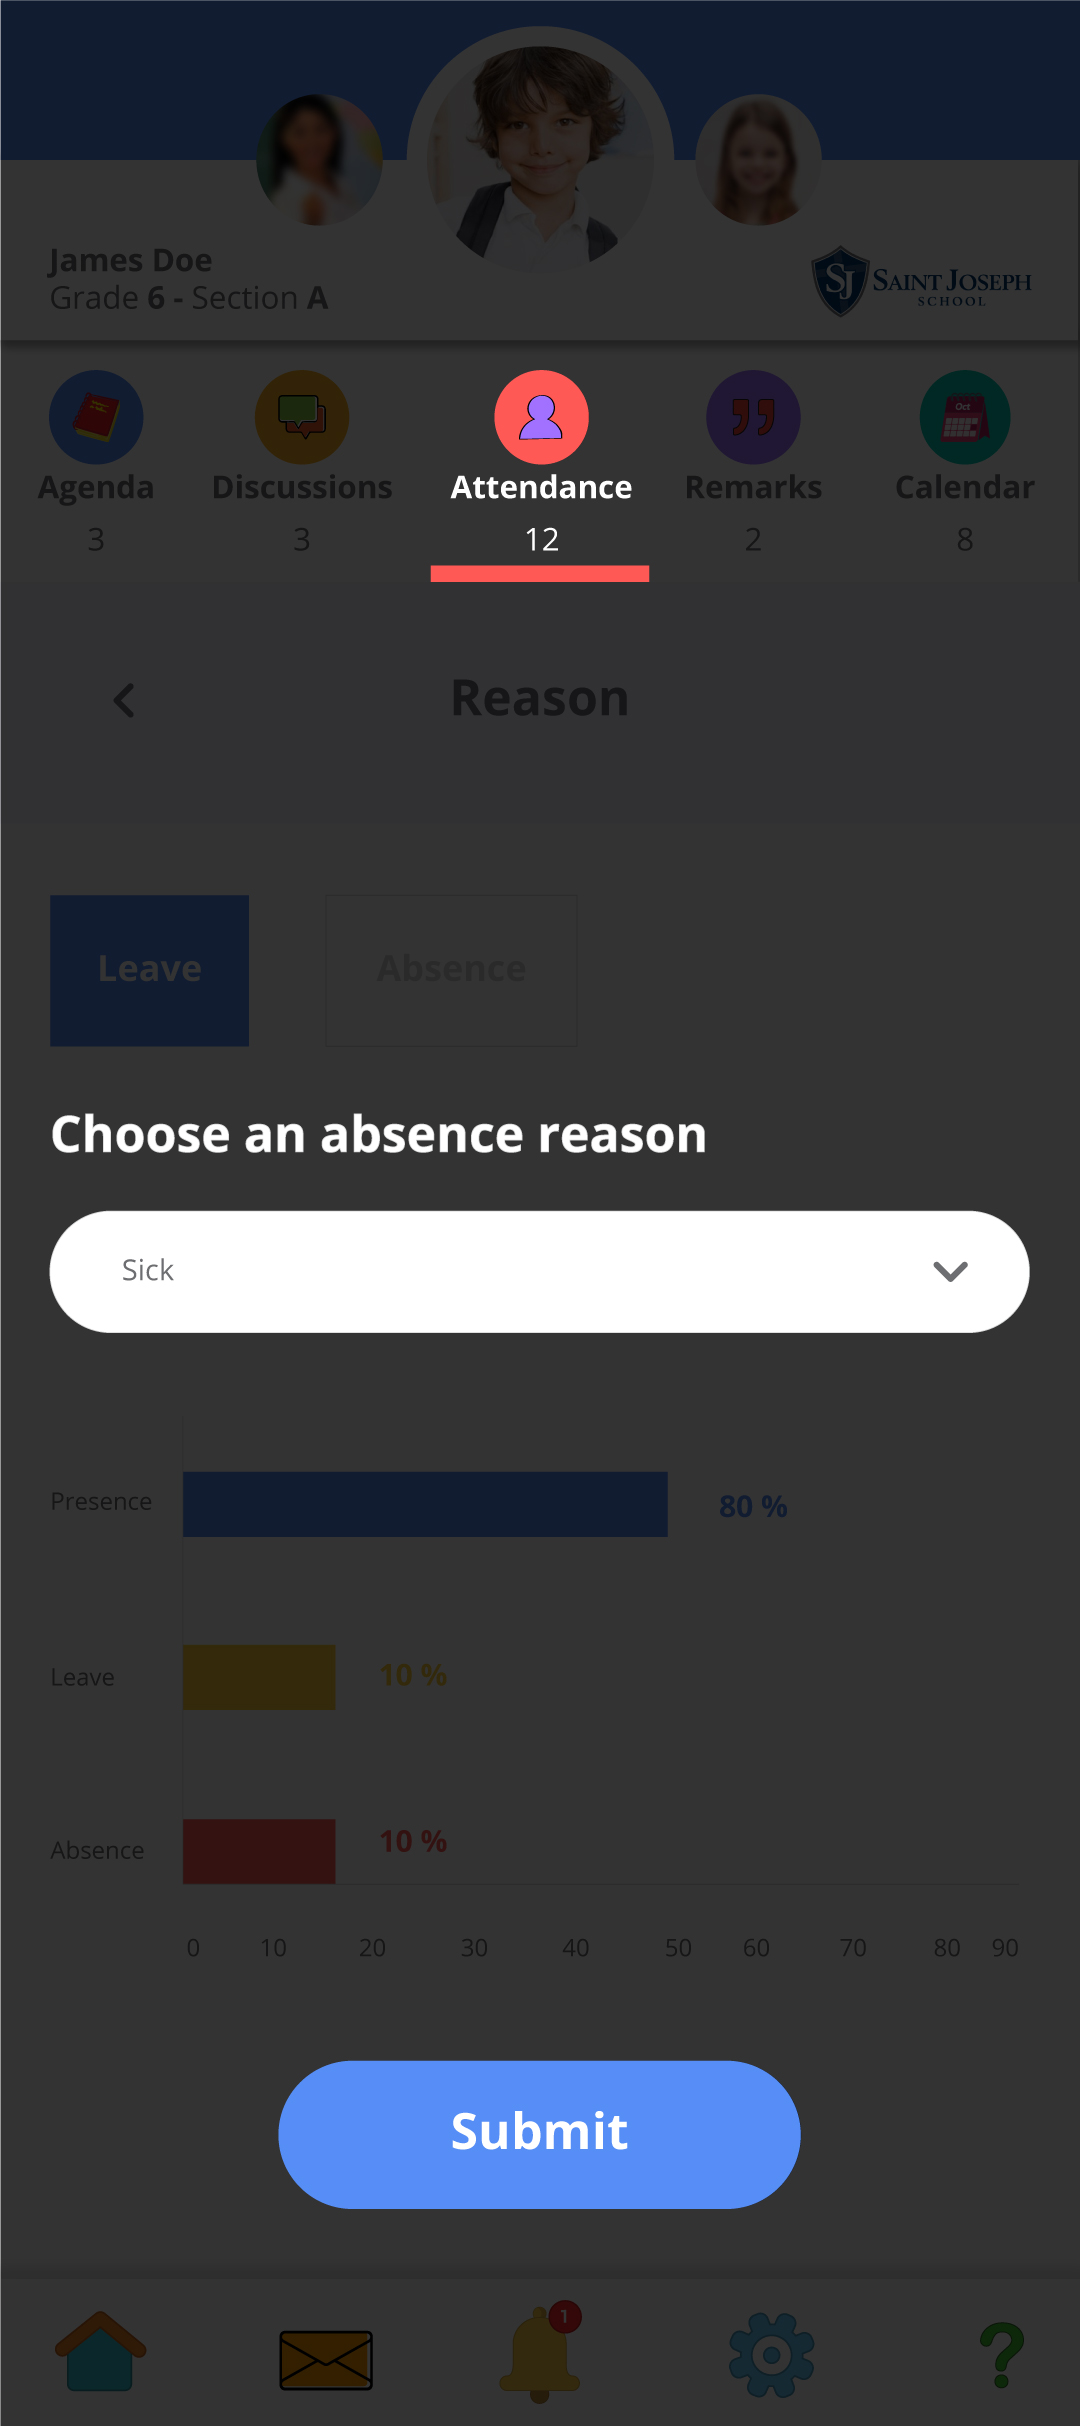 James Doe
Grade 6 - Section A
SJ
SAINT JOSEPH
SCHOOL
Oct
Agenda
Discussions
Attendance
Remarks
Calendar
3
3
12
2
8
Reason
Leave
Absence
Choose an absence reason
Sick
Presence
80 %
Leave
10 %
Absence
10 %
0 10 20 30 40 50 60 70 80 90
Submit
1
?